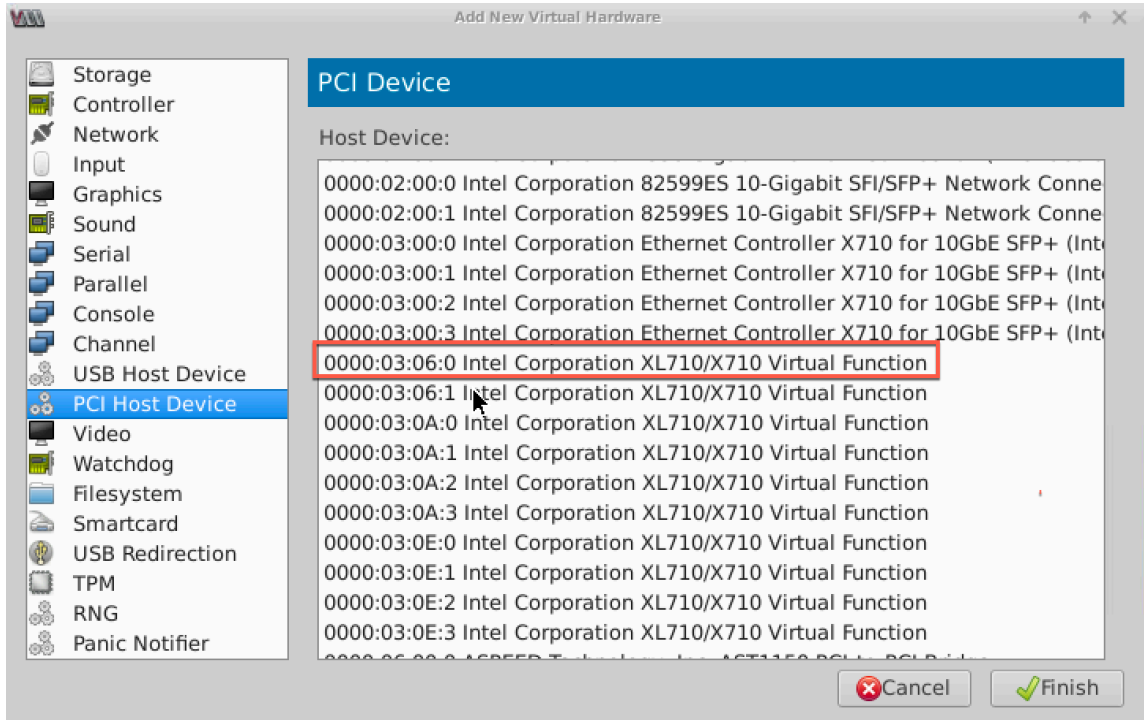 Add New Virtual Hardware
Storage
Controller
Network
Input
Graphics
Sound
Serial
Parallel
Console
Channel
USB Host Device
PCI Host Device
Video
Watchdog
Filesystem
Smartcard
USB Redirection
TPM
RNG
Panic Notifier
PCI Device
Host Device:
0000:02:00:0 Intel Corporation 82599ES 10-Gigabit SFI/SFP+ Network Conne
0000:02:00:1 Intel Corporation 82599ES 10-Gigabit SFI/SFP+ Network Conne
0000:03:00:0 Intel Corporation Ethernet Controller X710 for 10GbE SFP+ (Int
0000:03:00:1 Intel Corporation Ethernet Controller X710 for 10GbE SFP+ (Int
0000:03:00:2 Intel Corporation Ethernet Controller X710 for 10GbE SFP+ (Int
0000:03:00:3 Intel Corporation Ethernet Controller X710 for 10GbE SFP+ (Int
0000:03:06:0 Intel Corporation XL710/X710 Virtual Function
0000:03:06:1 Intel Corporation XL710/X710 Virtual Function
0000:03:0A:0 Intel Corporation XL710/X710 Virtual Function
0000:03:0A:1 Intel Corporation XL710/X710 Virtual Function
0000:03:0A:2 Intel Corporation XL710/X710 Virtual Function
0000:03:0A:3 Intel Corporation XL710/X710 Virtual Function
0000:03:0E:0 Intel Corporation XL710/X710 Virtual Function
0000:03:0E:1 Intel Corporation XL710/X710 Virtual Function
0000:03:0E:2 Intel Corporation XL710/X710 Virtual Function
0000:03:0E:3 Intel Corporation XL710/X710 Virtual Function
Cancel
Finish